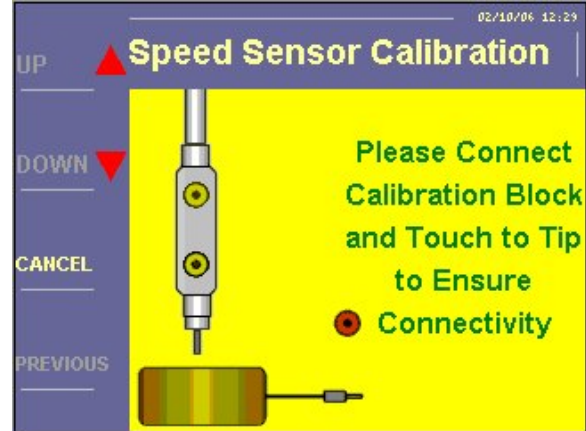 02/10/06 12:29
Speed Sensor Calibration
UP
DOWN
CANCEL
PREVIOUS
Please Connect
Calibration Block
and Touch to Tip
to Ensure
Connectivity